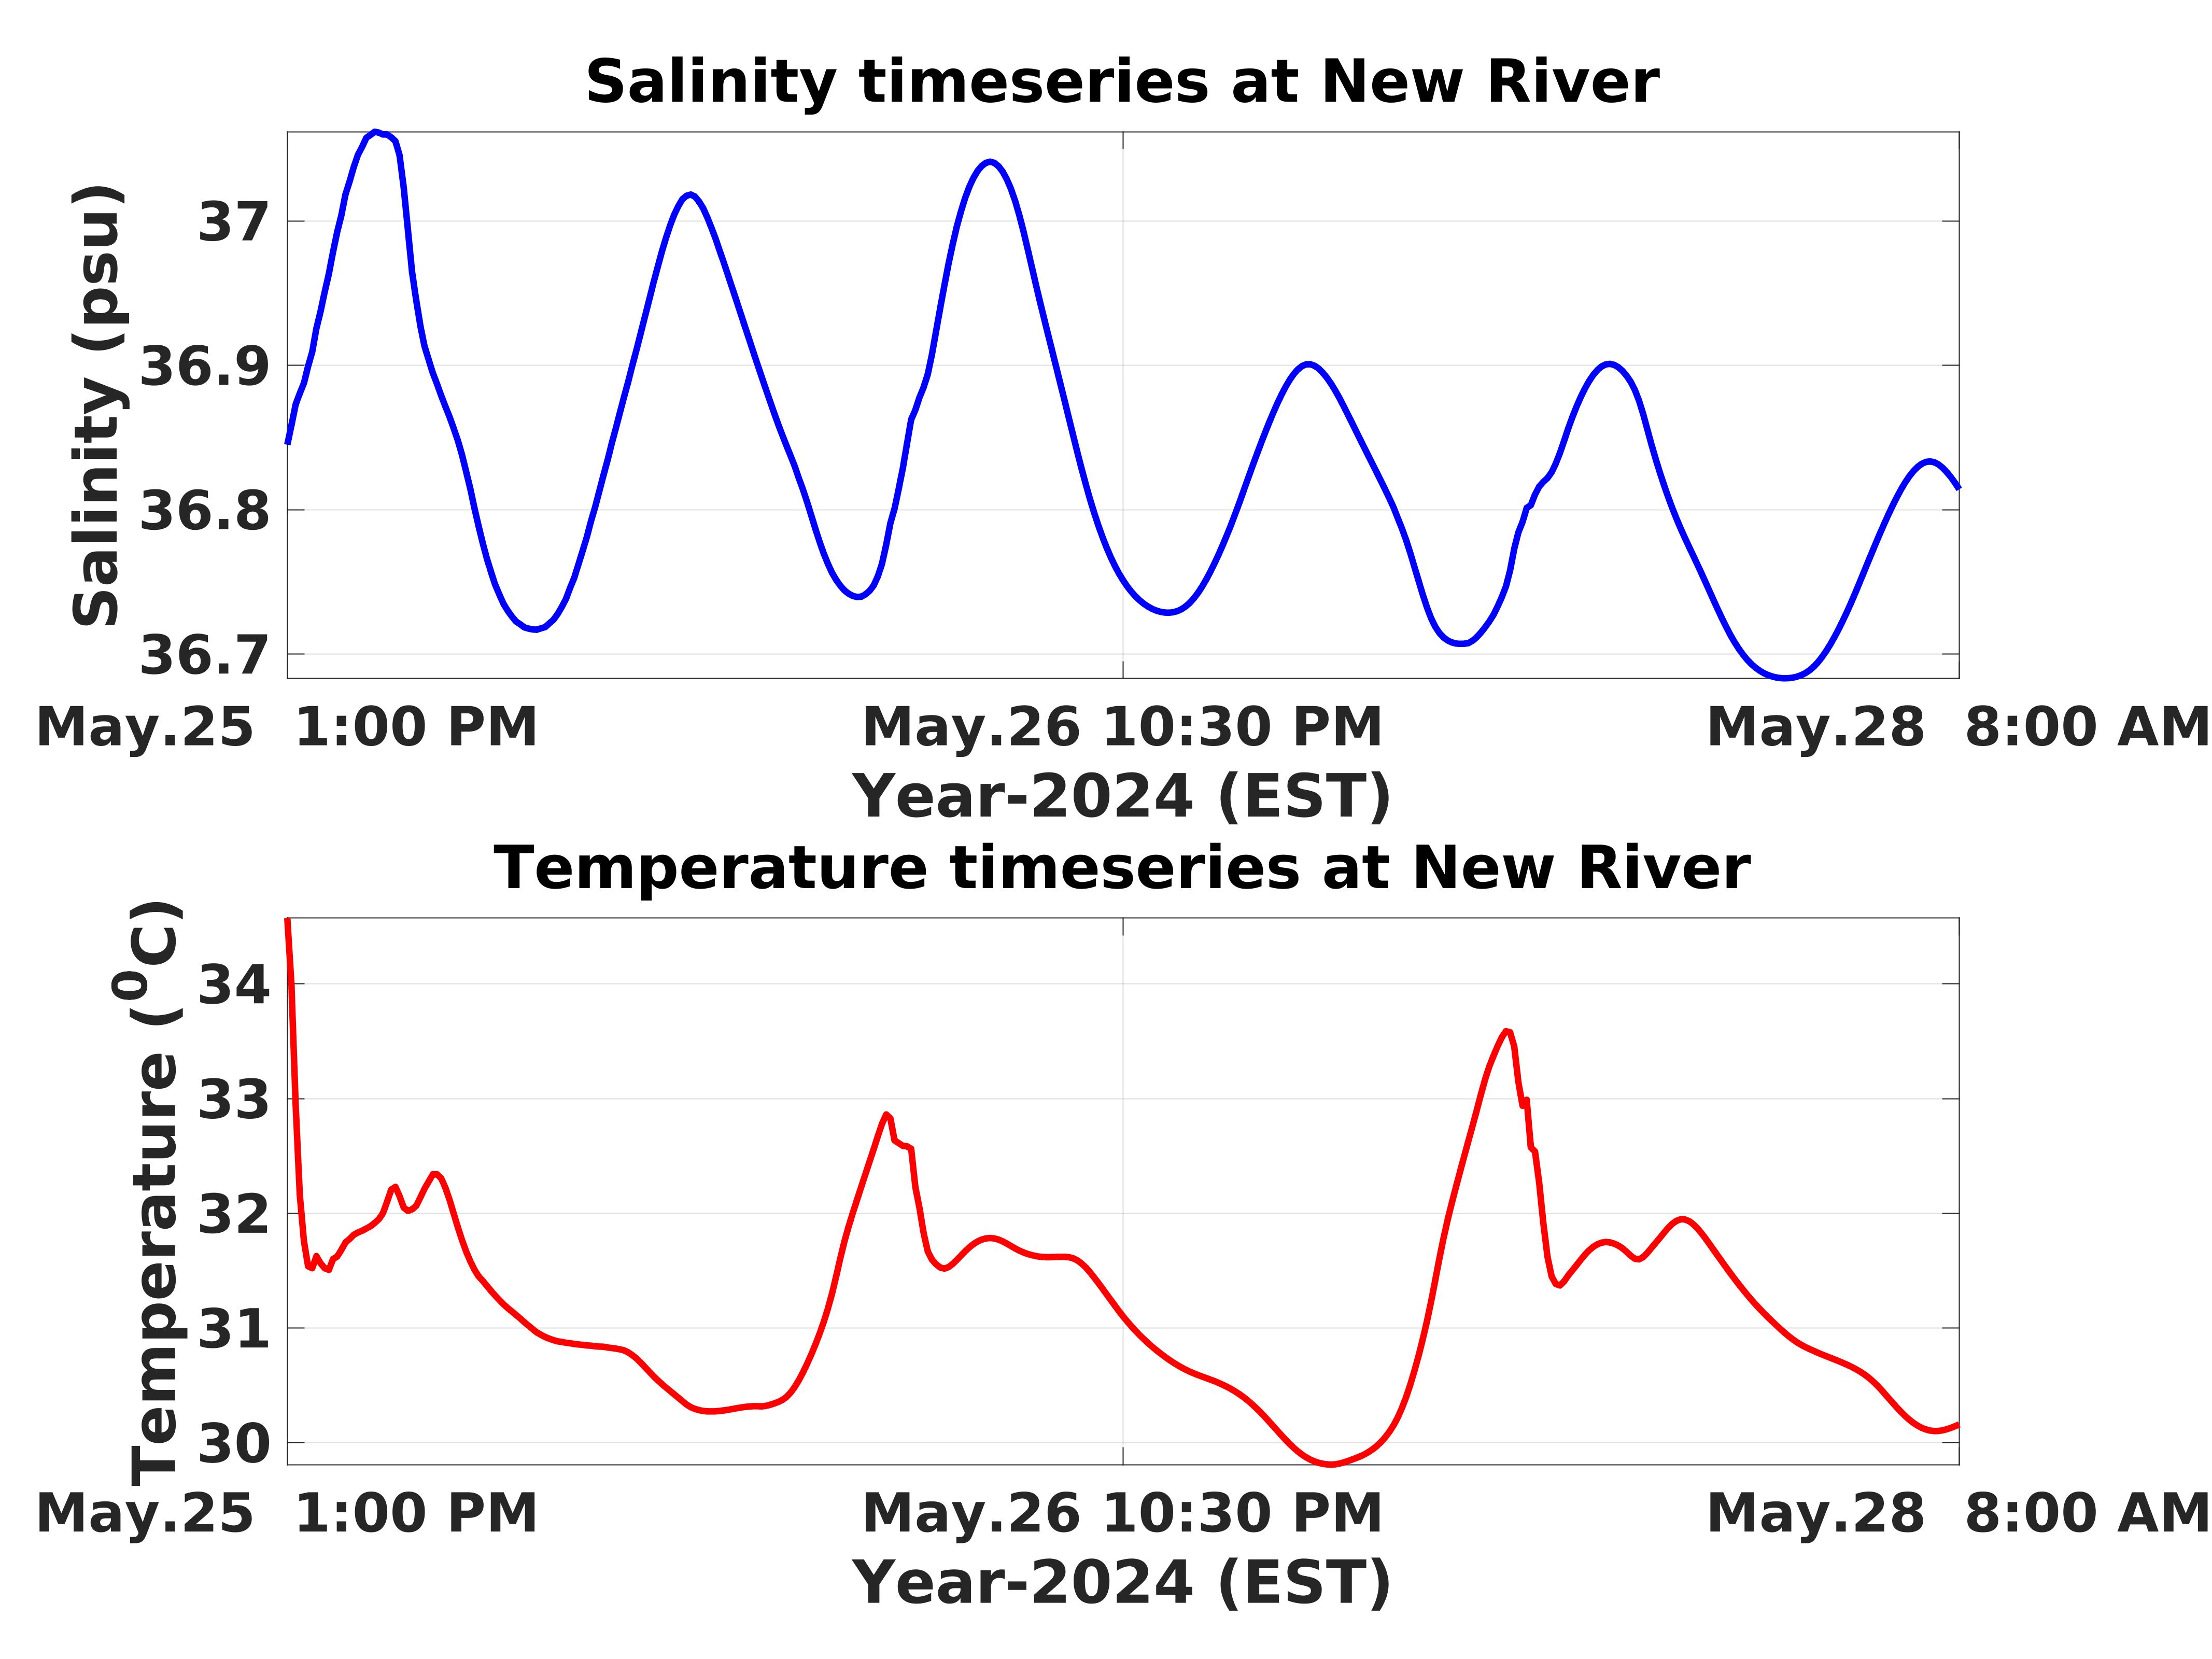 Salinity timeseries at New River
Salinity (psu)
37
36.9
36.8
36.7
May.25  1:00 PM
May.26 10:30 PM
May.28  8:00 AM
Year-2024 (EST)
Temperature timeseries at New River
Temperature (⁰C)
34
33
32
31
30
May.25  1:00 PM
May.26 10:30 PM
May.28  8:00 AM
Year-2024 (EST)